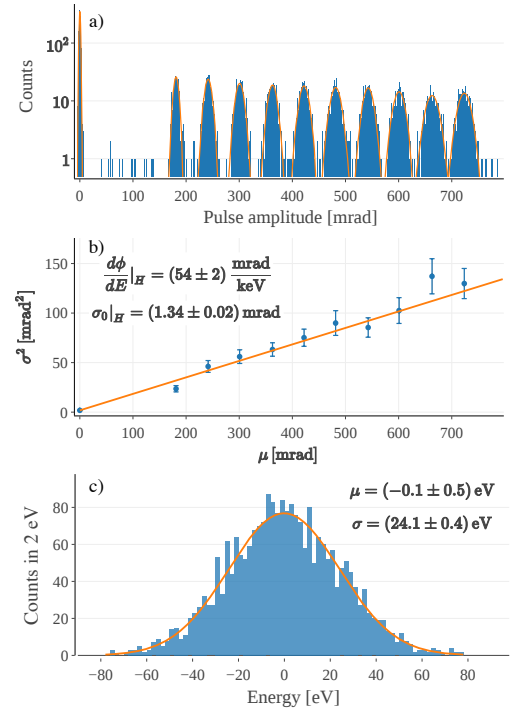 a)
10²
10
1
Counts
0 100 200 300 400 500 600 700
Pulse amplitude [mrad]
b)
dϕ/dE|_H = (54 ± 2) mrad/keV
σ₀|_H = (1.34 ± 0.02) mrad
150
100
50
0
σ² [mrad²]
0 100 200 300 400 500 600 700
μ [mrad]
c)
μ = (−0.1 ± 0.5) eV
σ = (24.1 ± 0.4) eV
80
60
40
20
0
Counts in 2 eV
−80 −60 −40 −20 0 20 40 60 80
Energy [eV]